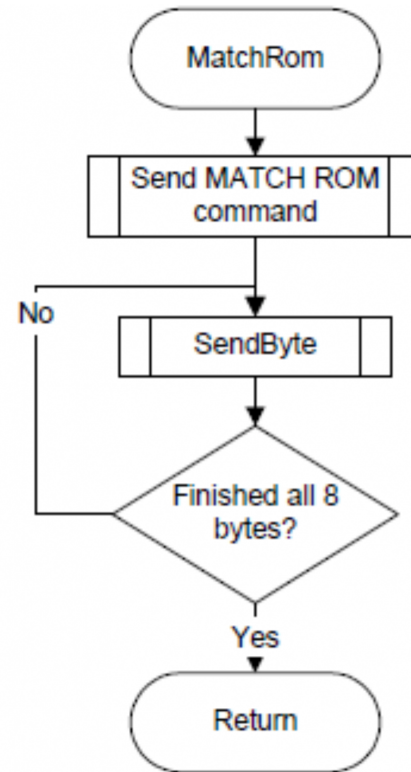 MatchRom
Send MATCH ROM
command
No
SendByte
Finished all 8
bytes?
Yes
Return